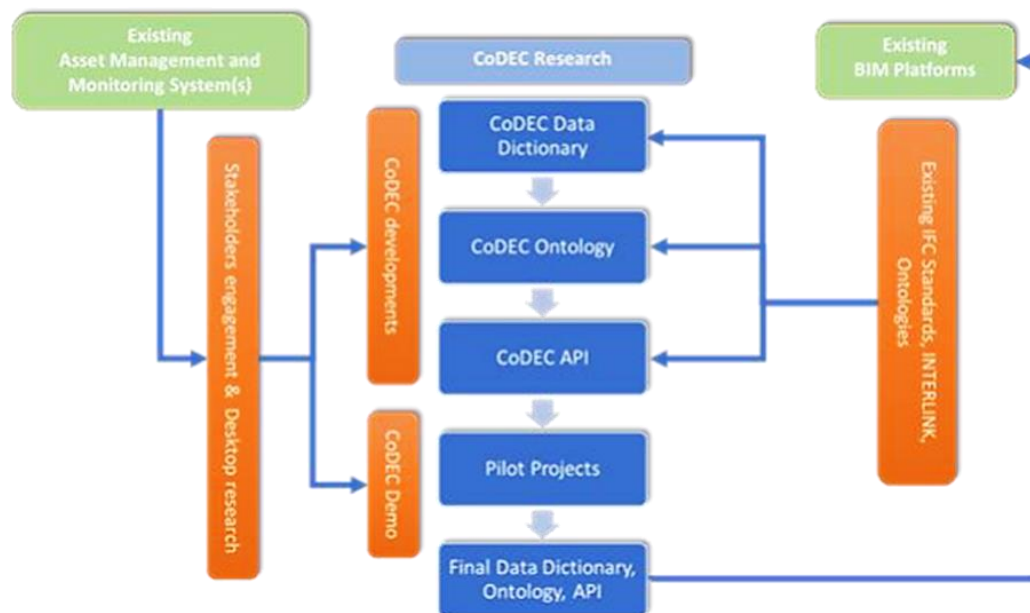 Existing
Asset Management and
Monitoring System(s)
CoDEC Research
Existing
BIM Platforms
Stakeholders engagement & Desktop research
CoDEC developments
CoDEC Demo
CoDEC Data
Dictionary
CoDEC Ontology
CoDEC API
Pilot Projects
Final Data Dictionary,
Ontology, API
Existing IFC Standards, INTERLINK,
Ontologies